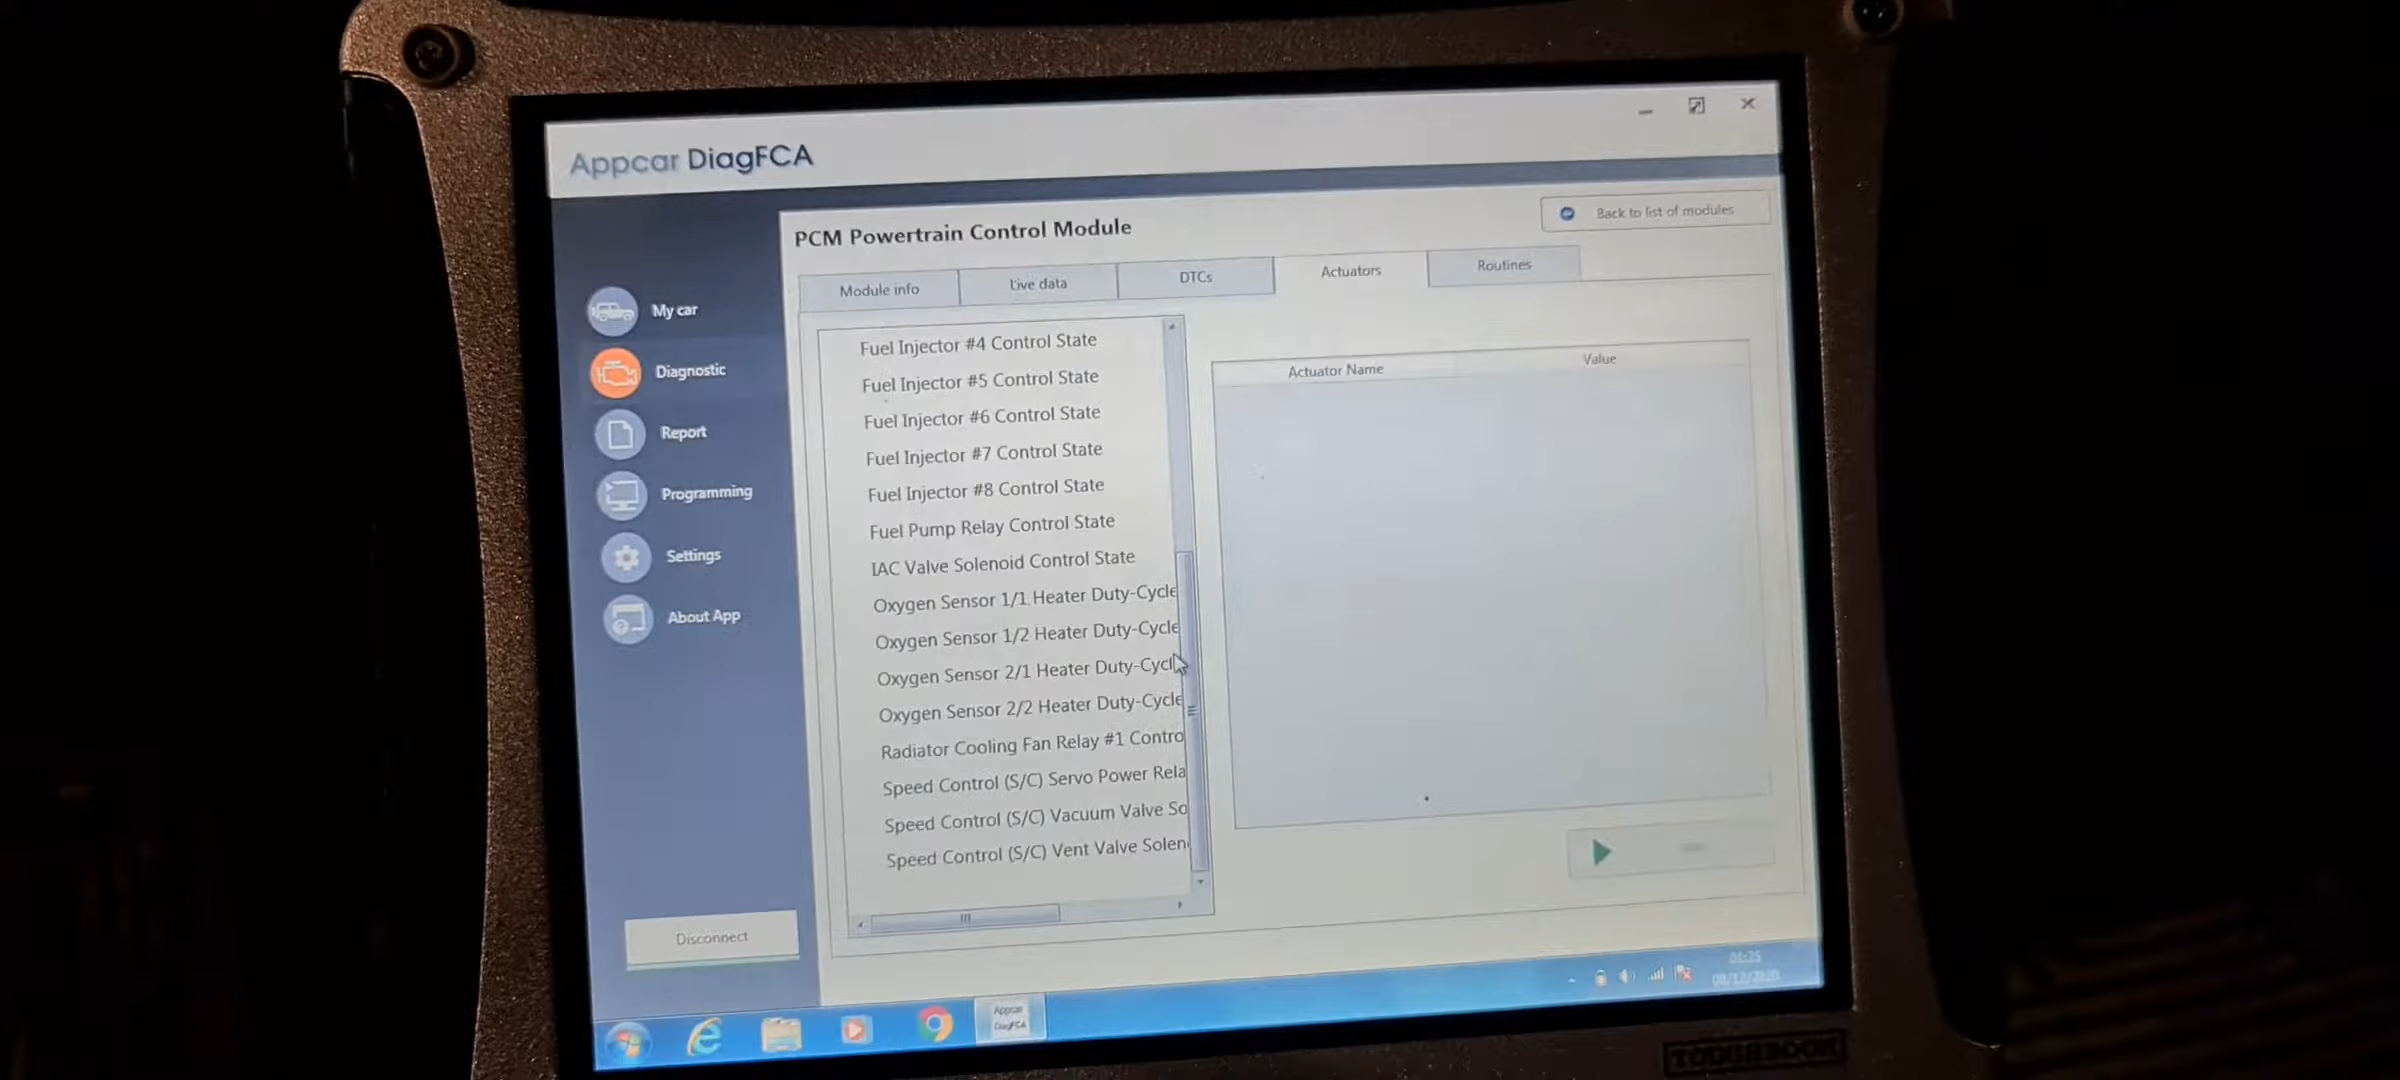 Appcar DiagFCA
PCM Powertrain Control Module
Back to list of modules
Module info
Live data
DTCs
Actuators
Routines
My car
Diagnostic
Report
Programming
Settings
About App
Disconnect
Fuel Injector #4 Control State
Fuel Injector #5 Control State
Fuel Injector #6 Control State
Fuel Injector #7 Control State
Fuel Injector #8 Control State
Fuel Pump Relay Control State
IAC Valve Solenoid Control State
Oxygen Sensor 1/1 Heater Duty-Cycle
Oxygen Sensor 1/2 Heater Duty-Cycle
Oxygen Sensor 2/1 Heater Duty-Cycl
Oxygen Sensor 2/2 Heater Duty-Cycle
Radiator Cooling Fan Relay #1 Contro
Speed Control (S/C) Servo Power Rela
Speed Control (S/C) Vacuum Valve So
Speed Control (S/C) Vent Valve Solen
Actuator Name
Value
Appcar
DiagFCA
01:25
TOUGHBOOK